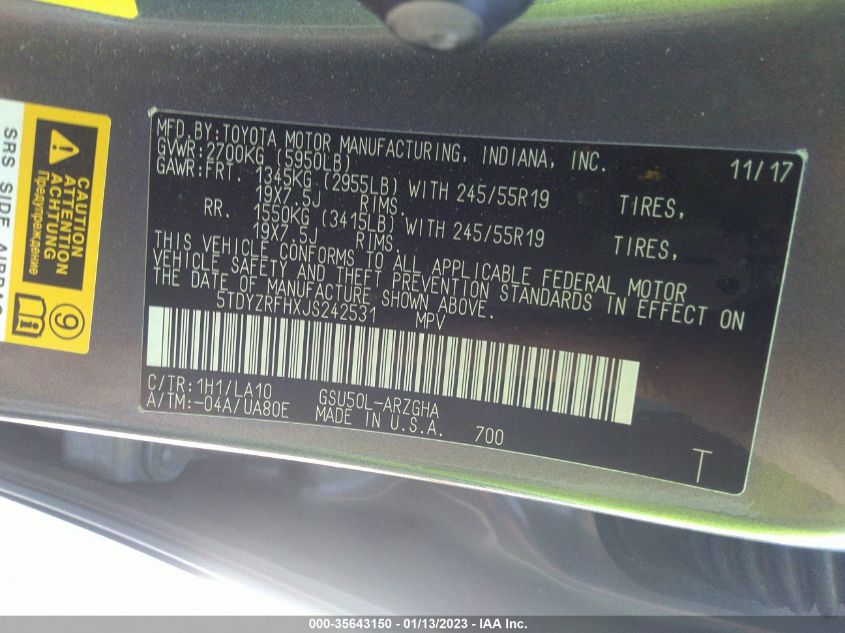 MFD.BY:TOYOTA MOTOR MANUFACTURING, INDIANA, INC. 11/17
GVWR:2700KG (5950LB)
GAWR:FRT. 1345KG (2955LB) WITH 245/55R19 TIRES,
19X7.5J RIMS.
RR. 1550KG (3415LB) WITH 245/55R19 TIRES,
19X7.5J RIMS.
THIS VEHICLE CONFORMS TO ALL APPLICABLE FEDERAL MOTOR
VEHICLE SAFETY AND THEFT PREVENTION STANDARDS IN EFFECT ON
THE DATE OF MANUFACTURE SHOWN ABOVE.
5TDYZRFHXJS242531 MPV
C/TR:1H1/LA10 GSU50L-ARZGHA
A/TM:-04A/UA80E MADE IN U.S.A. 700
T
CAUTION
ATTENTION
ACHTUNG
Предупреждение
9
SRS SIDE AIRBAG
000-35643150 - 01/13/2023 - IAA Inc.